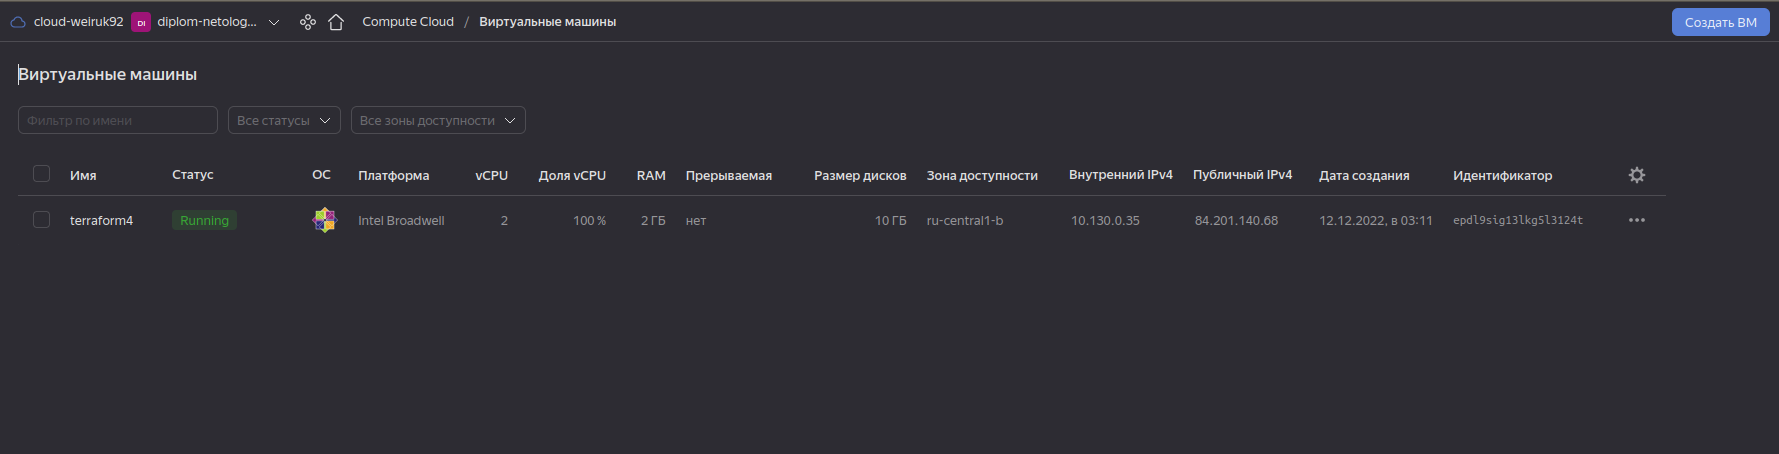 cloud-weiruk92 DI diplom-netolog... Compute Cloud / Виртуальные машины Создать ВМ
Виртуальные машины
Фильтр по имени Все статусы Все зоны доступности
Имя Статус ОС Платформа vCPU Доля vCPU RAM Прерываемая Размер дисков Зона доступности Внутренний IPv4 Публичный IPv4 Дата создания Идентификатор
terraform4 Running Intel Broadwell 2 100 % 2 ГБ нет 10 ГБ ru-central1-b 10.130.0.35 84.201.140.68 12.12.2022, в 03:11 epdl9sig13lkg5l3124t